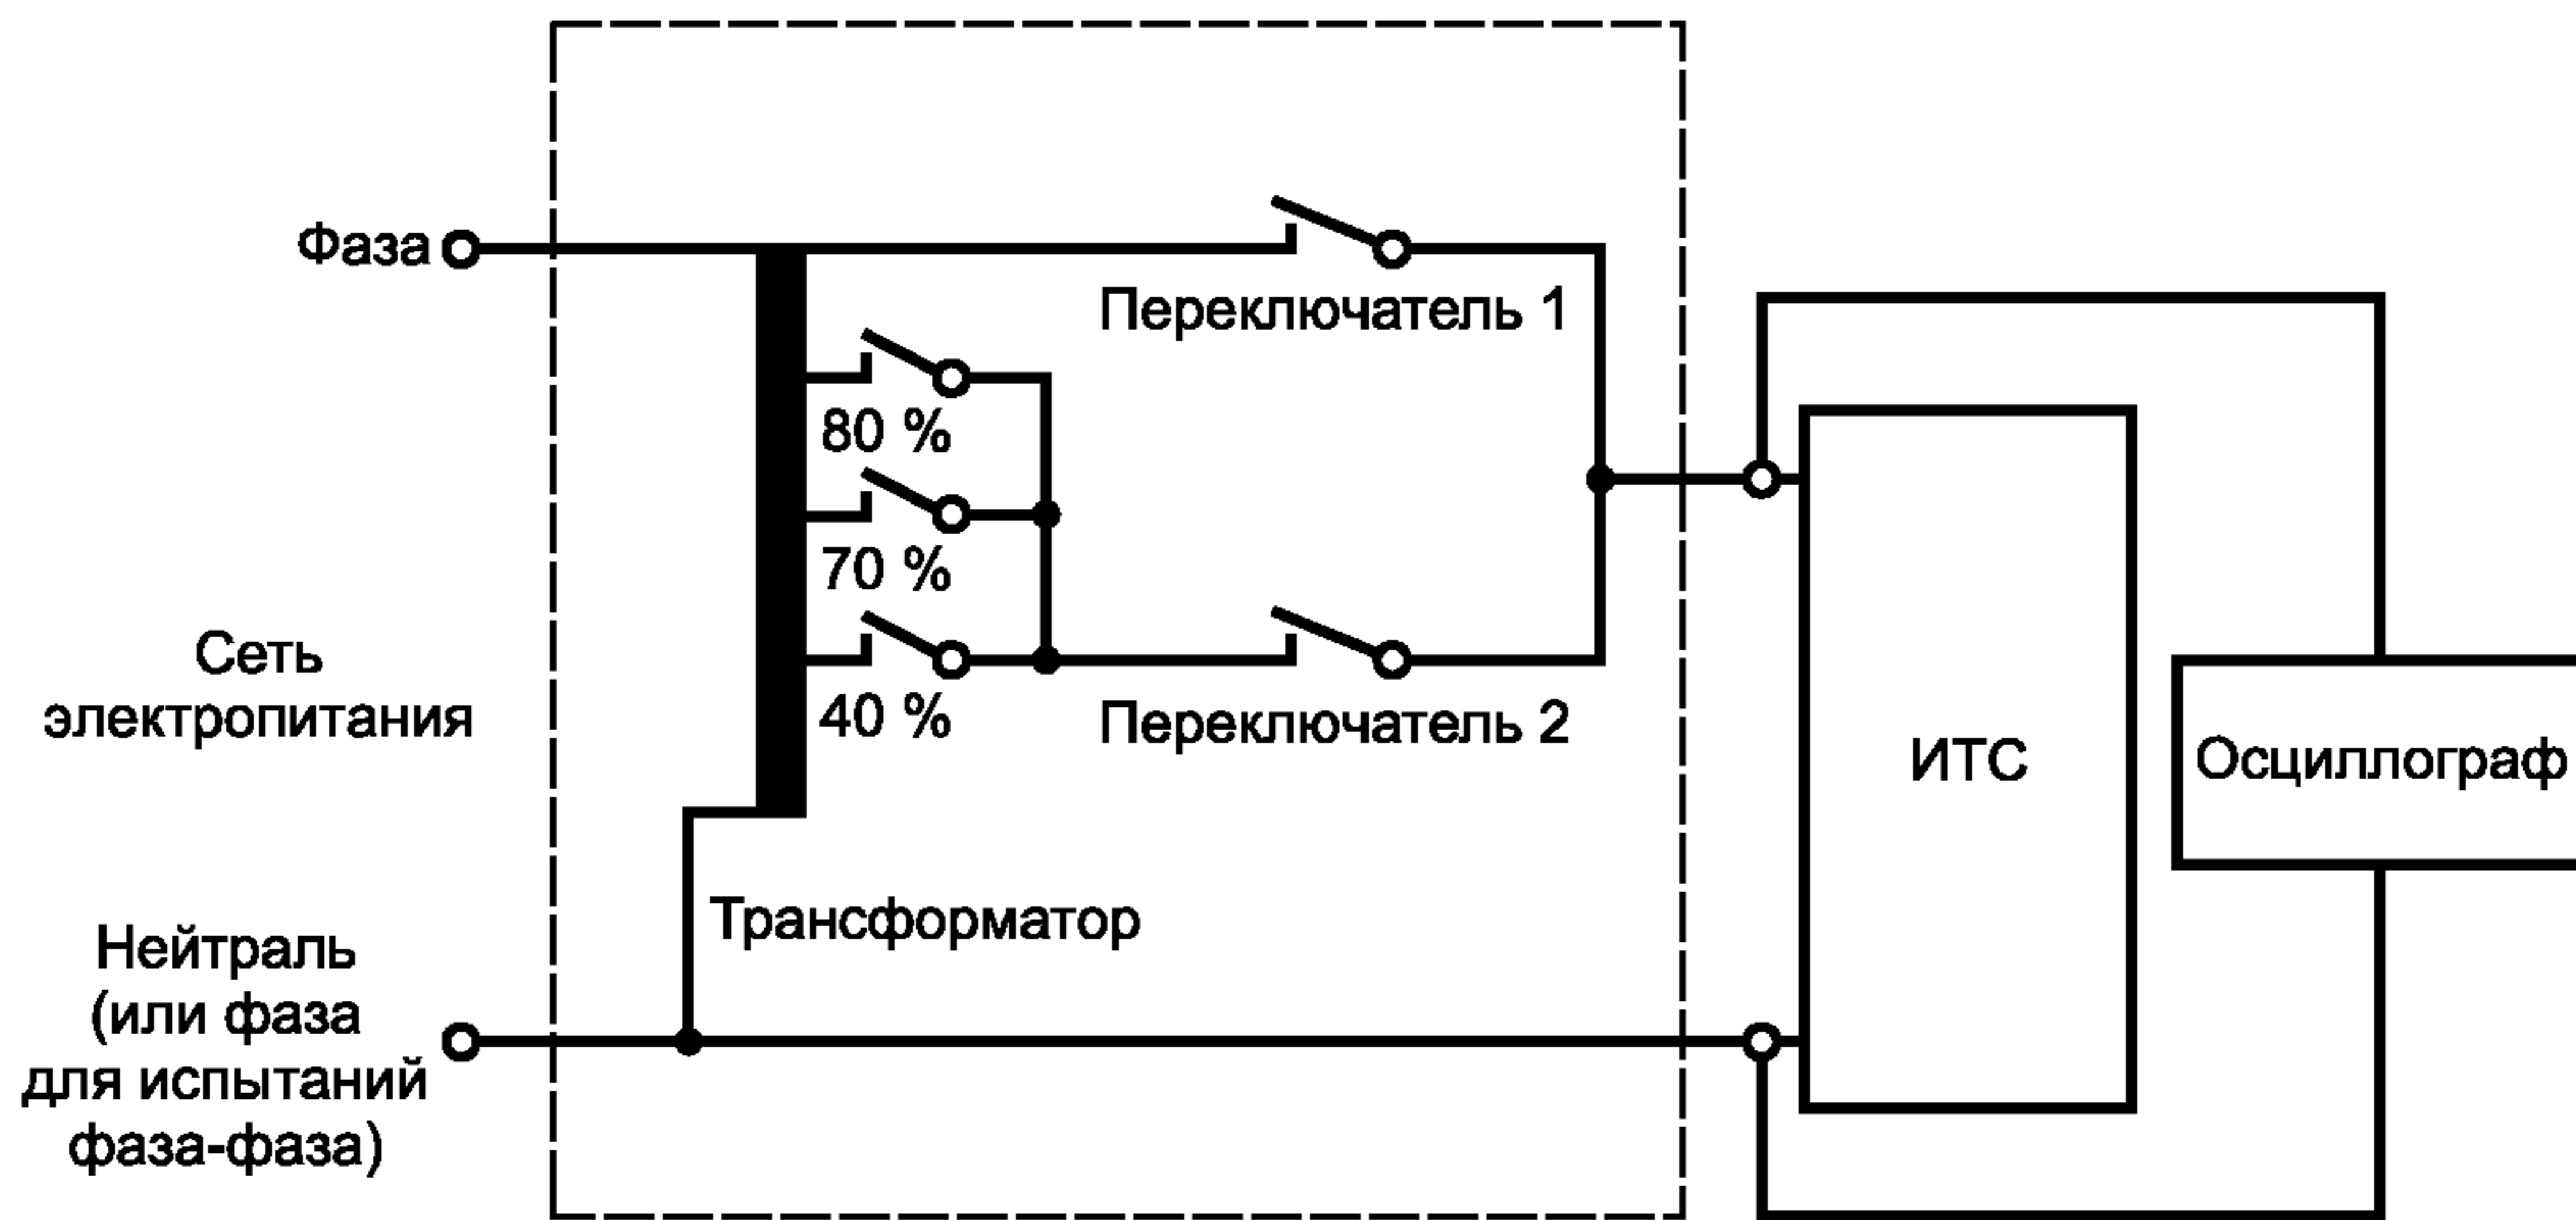 Фаза
Переключатель 1
80 %
70 %
40 %
Переключатель 2
Сеть
электропитания
Трансформатор
Нейтраль
(или фаза
для испытаний
фаза-фаза)
ИТС
Осциллограф